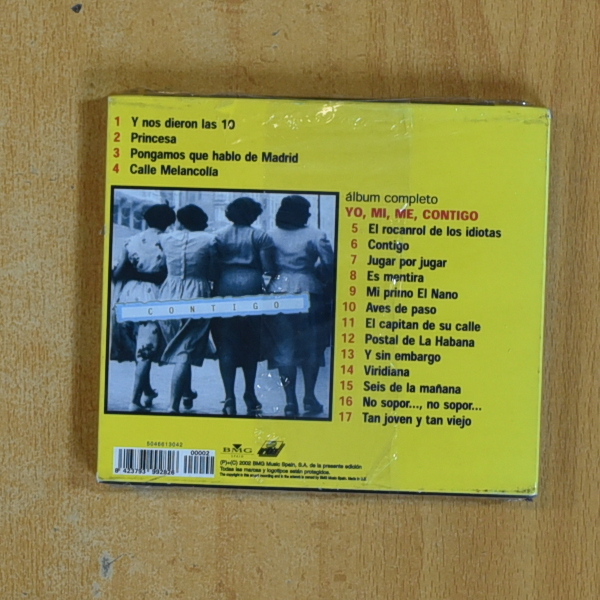 1 Y nos dieron las 10
2 Princesa
3 Pongamos que hablo de Madrid
4 Calle Melancolía
álbum completo
YO, MI, ME, CONTIGO
5 El rocanrol de los idiotas
6 Contigo
7 Jugar por jugar
8 Es mentira
9 Mi primo El Nano
10 Aves de paso
11 El capitan de su calle
12 Postal de La Habana
13 Y sin embargo
14 Viridiana
15 Seis de la mañana
16 No sopor..., no sopor...
17 Tan joven y tan viejo
CONTIGO
00002
BMG
(P)+(C) 2002 BMG Music Spain, S.A. de la presente edición
Todas las marcas y logotipos están protegidos.